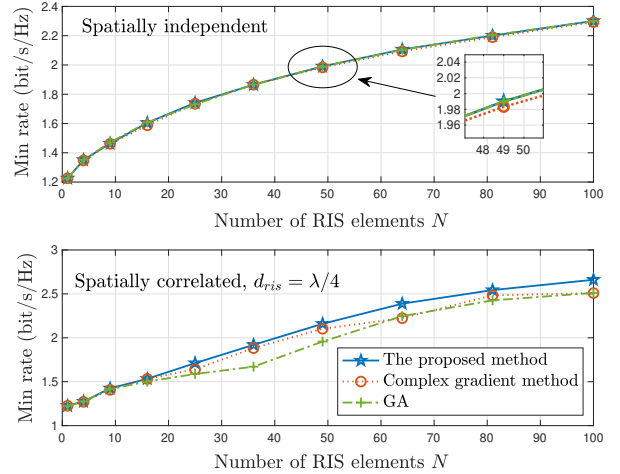 2.4
2.2
2
1.8
1.6
1.4
1.2
Min rate (bit/s/Hz)
Spatially independent
2.04
2.02
2
1.98
1.96
48 49 50
0 10 20 30 40 50 60 70 80 90 100
Number of RIS elements N
3
2.5
2
1.5
1
Min rate (bit/s/Hz)
Spatially correlated, d_{ris} = λ/4
The proposed method
Complex gradient method
GA
0 10 20 30 40 50 60 70 80 90 100
Number of RIS elements N